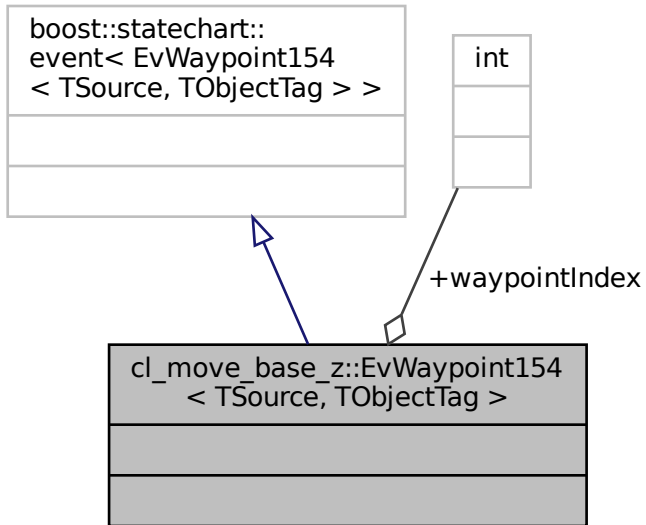 boost::statechart::
event< EvWaypoint154
< TSource, TObjectTag > >
int
+waypointIndex
cl_move_base_z::EvWaypoint154
< TSource, TObjectTag >